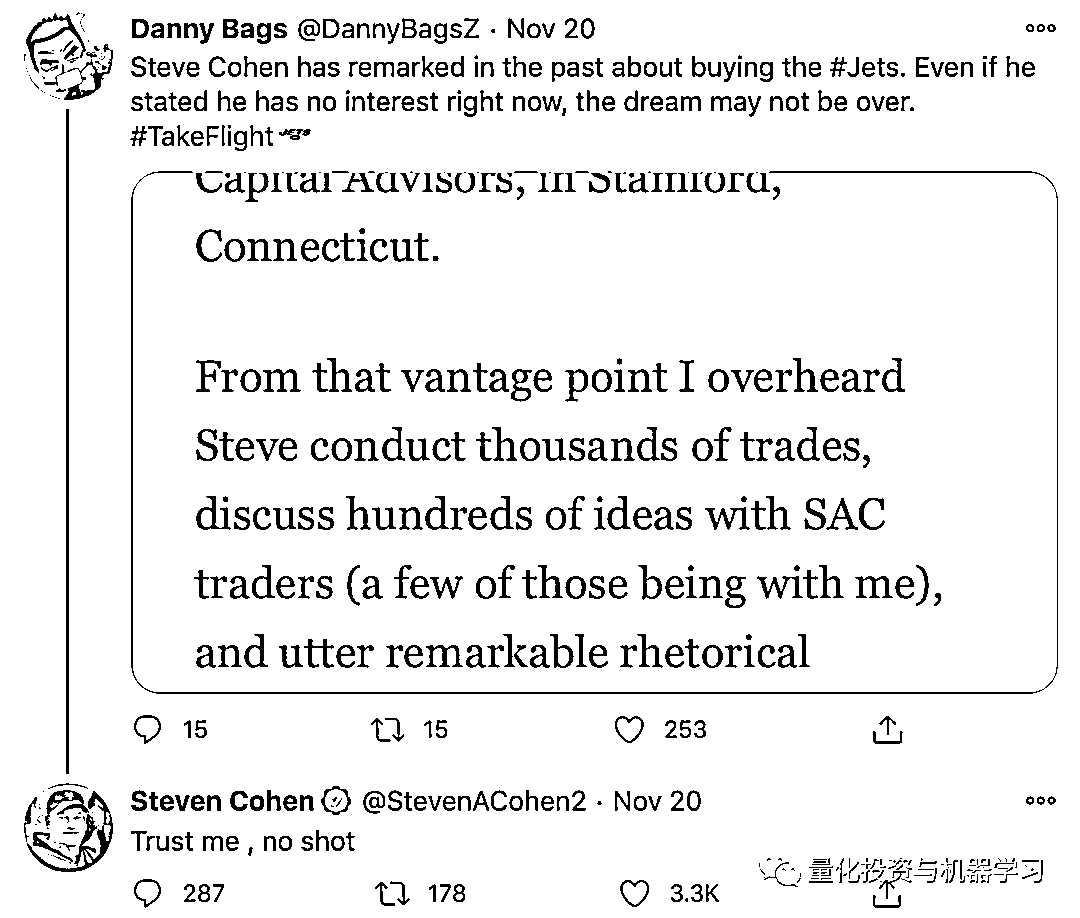 Danny Bags @DannyBagsZ · Nov 20
Steve Cohen has remarked in the past about buying the #Jets. Even if he
stated he has no interest right now, the dream may not be over.
#TakeFlight
Capital Advisors, in Stamford,
Connecticut.
From that vantage point I overheard
Steve conduct thousands of trades,
discuss hundreds of ideas with SAC
traders (a few of those being with me),
and utter remarkable rhetorical
15 15 253
Steven Cohen @StevenACohen2 · Nov 20
Trust me , no shot
287 178 3.3K
量化投资与机器学习